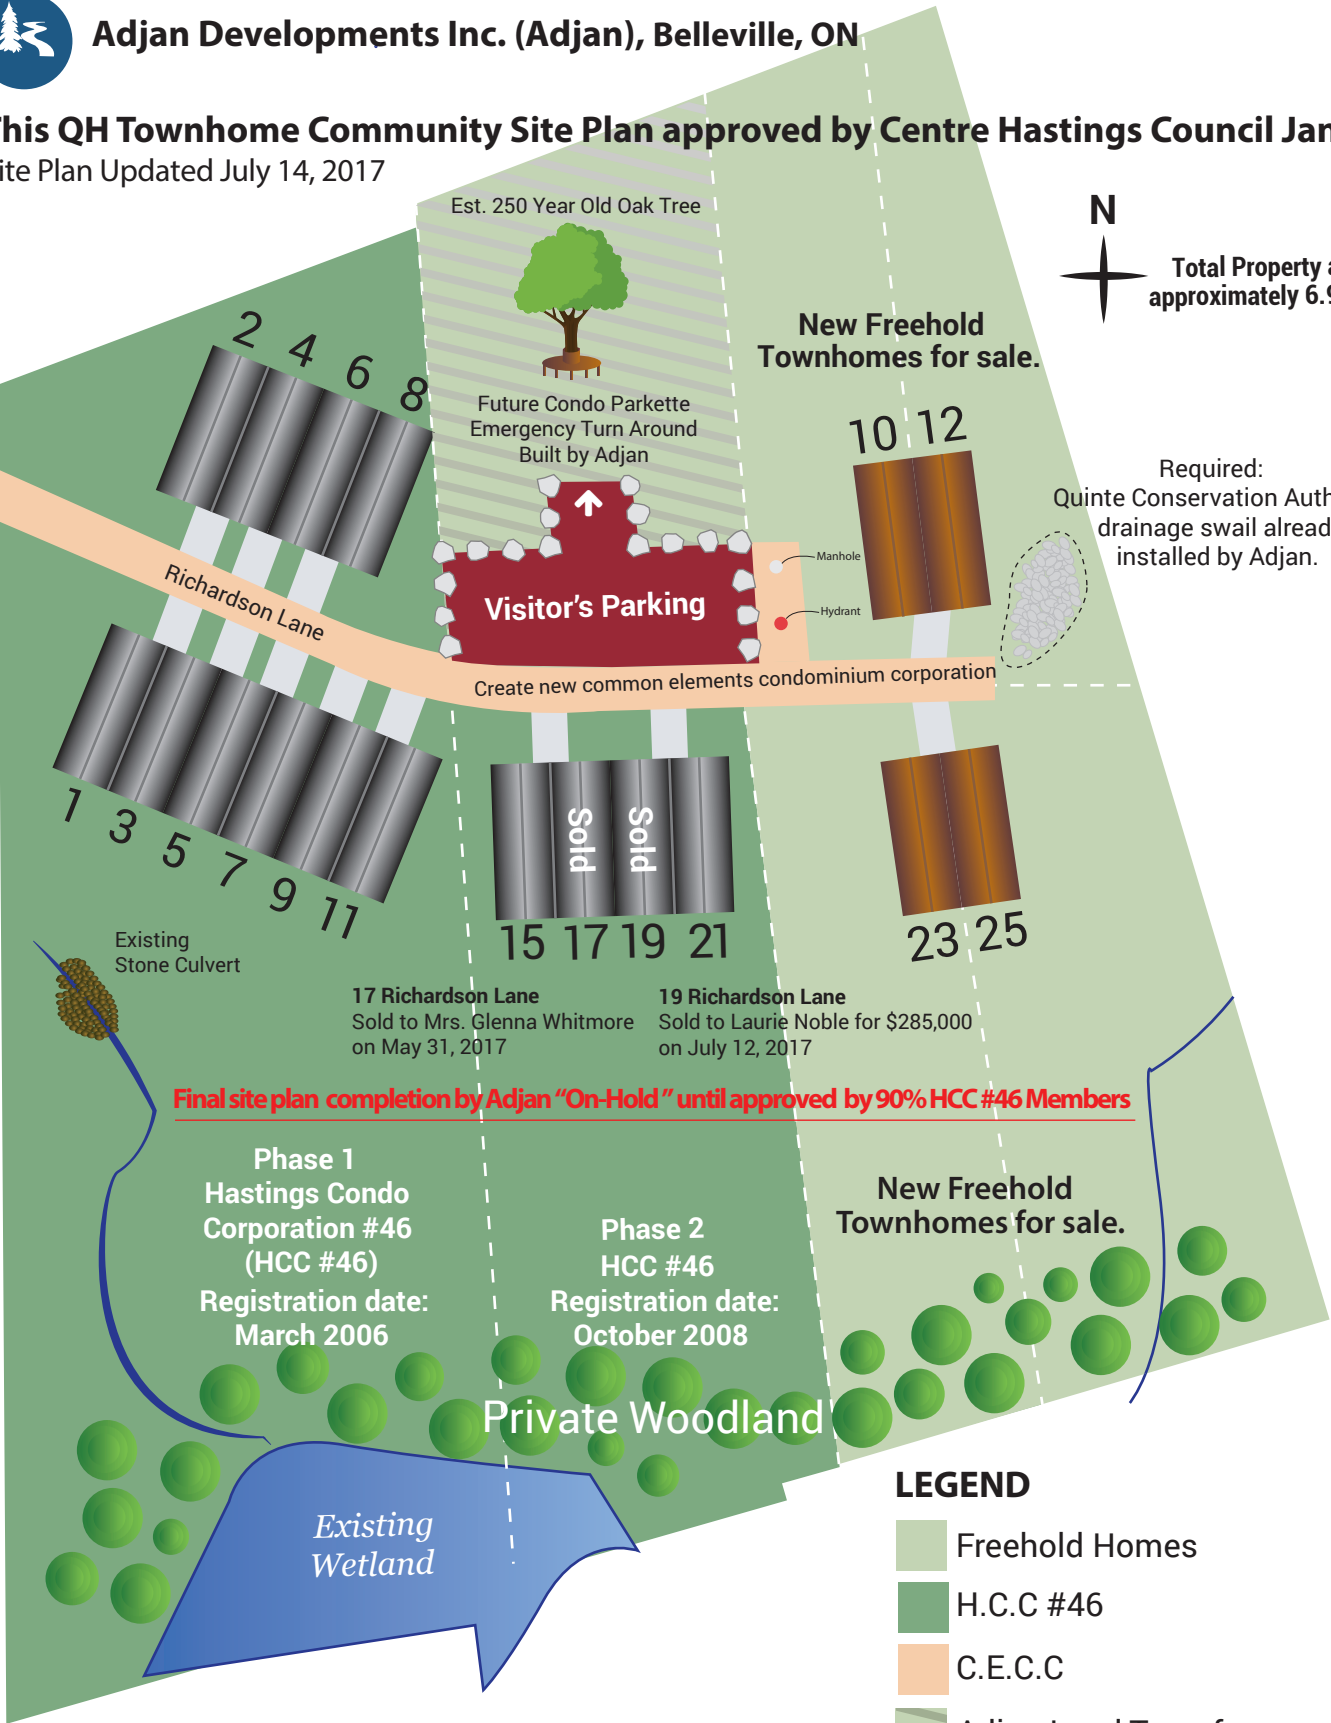 Adjan Developments Inc. (Adjan), Belleville, ON
This QH Townhome Community Site Plan approved by Centre Hastings Council Jan
Site Plan Updated July 14, 2017
Est. 250 Year Old Oak Tree
N
Total Property
approximately 6.9
New Freehold
Townhomes for sale.
2 4 6 8
Future Condo Parkette
Emergency Turn Around
Built by Adjan
10 12
Required:
Quinte Conservation Auth
drainage swail alread
installed by Adjan.
Manhole
Hydrant
Visitor's Parking
Richardson Lane
Create new common elements condominium corporation
1 3 5 7 9 11
Sold
Sold
15 17 19 21
23 25
Existing
Stone Culvert
17 Richardson Lane
Sold to Mrs. Glenna Whitmore
on May 31, 2017
19 Richardson Lane
Sold to Laurie Noble for $285,000
on July 12, 2017
Final site plan completion by Adjan “On-Hold” until approved by 90% HCC #46 Members
Phase 1
Hastings Condo
Corporation #46
(HCC #46)
Registration date:
March 2006
Phase 2
HCC #46
Registration date:
October 2008
New Freehold
Townhomes for sale.
Private Woodland
Existing
Wetland
LEGEND
Freehold Homes
H.C.C #46
C.E.C.C